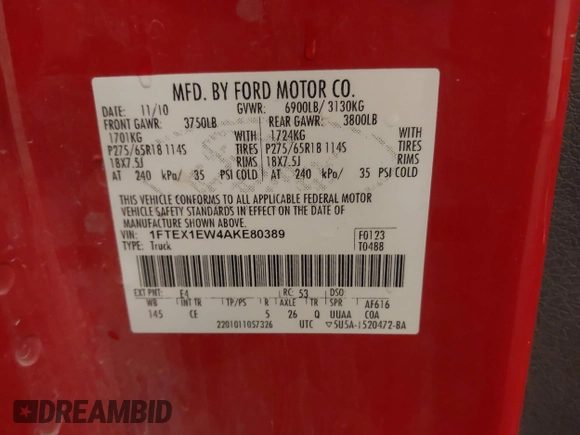 MFD. BY FORD MOTOR CO.
DATE: 11/10 GVWR: 6900LB/ 3130KG
FRONT GAWR: 3750LB REAR GAWR: 3800LB
1701KG WITH 1724KG WITH
P275/65R18 114S TIRES P275/65R18 114S TIRES
18X7.5J RIMS 18X7.5J RIMS
AT 240 kPa/ 35 PSI COLD AT 240 kPa/ 35 PSI COLD
THIS VEHICLE CONFORMS TO ALL APPLICABLE FEDERAL MOTOR
VEHICLE SAFETY STANDARDS IN EFFECT ON THE DATE OF
MANUFACTURE SHOWN ABOVE.
VIN: 1FTEX1EW4AKE80389 F0123
TYPE: Truck T0488
EXT PNT: E4 RC: 53 DSO
WB INT TR TP/PS R AXLE TR SPR AF616
145 CE 5 26 Q UUAA COA
2201011057326 UTC ▽5U5A-1520472-BA
DREAMBID